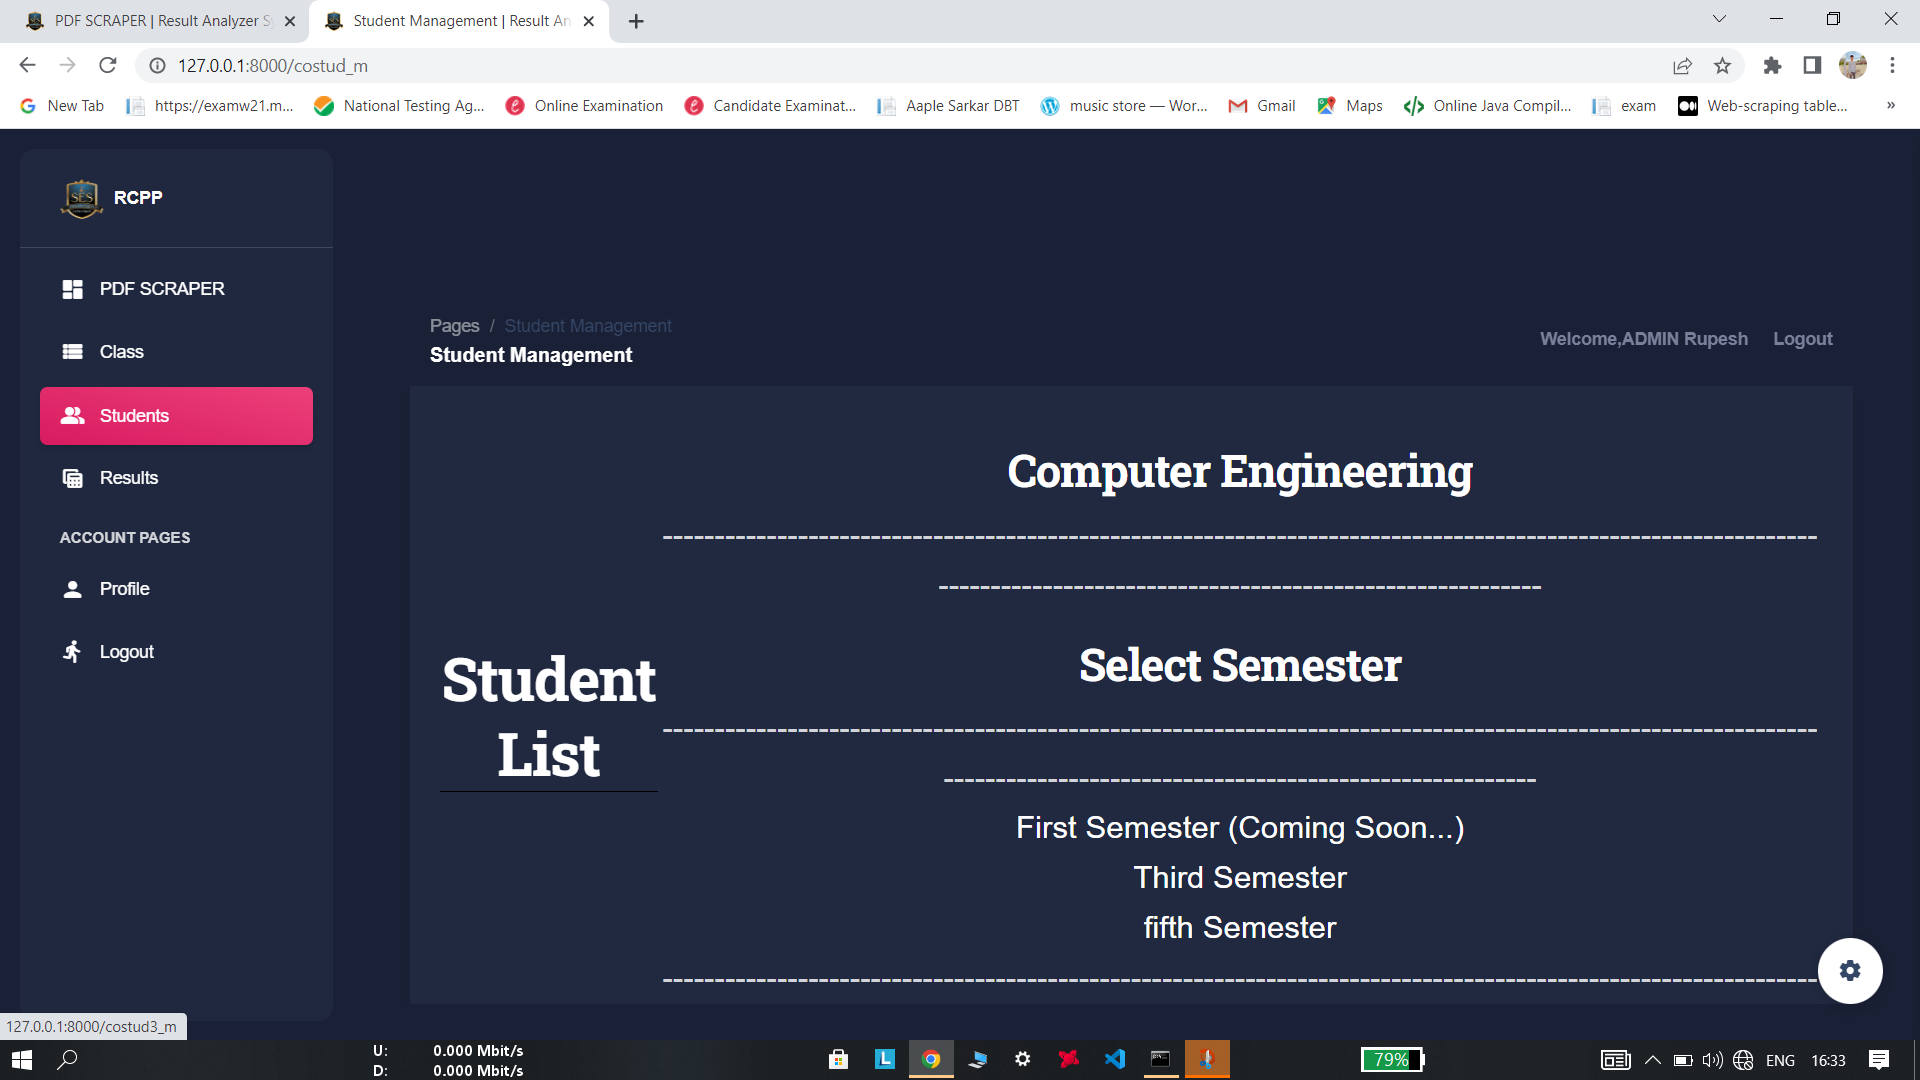 PDF SCRAPER | Result Analyzer S
Student Management | Result An
127.0.0.1:8000/costud_m
New Tab
https://examw21.m...
National Testing Ag...
Online Examination
Candidate Examinat...
Aaple Sarkar DBT
music store — Wor...
Gmail
Maps
Online Java Compil...
exam
Web-scraping table...
»
RCPP
PDF SCRAPER
Class
Students
Results
ACCOUNT PAGES
Profile
Logout
Pages / Student Management
Student Management
Welcome,ADMIN Rupesh Logout
Student
List
Computer Engineering
Select Semester
First Semester (Coming Soon...)
Third Semester
fifth Semester
127.0.0.1:8000/costud3_m
U: 0.000 Mbit/s
D: 0.000 Mbit/s
79%
ENG
16:33